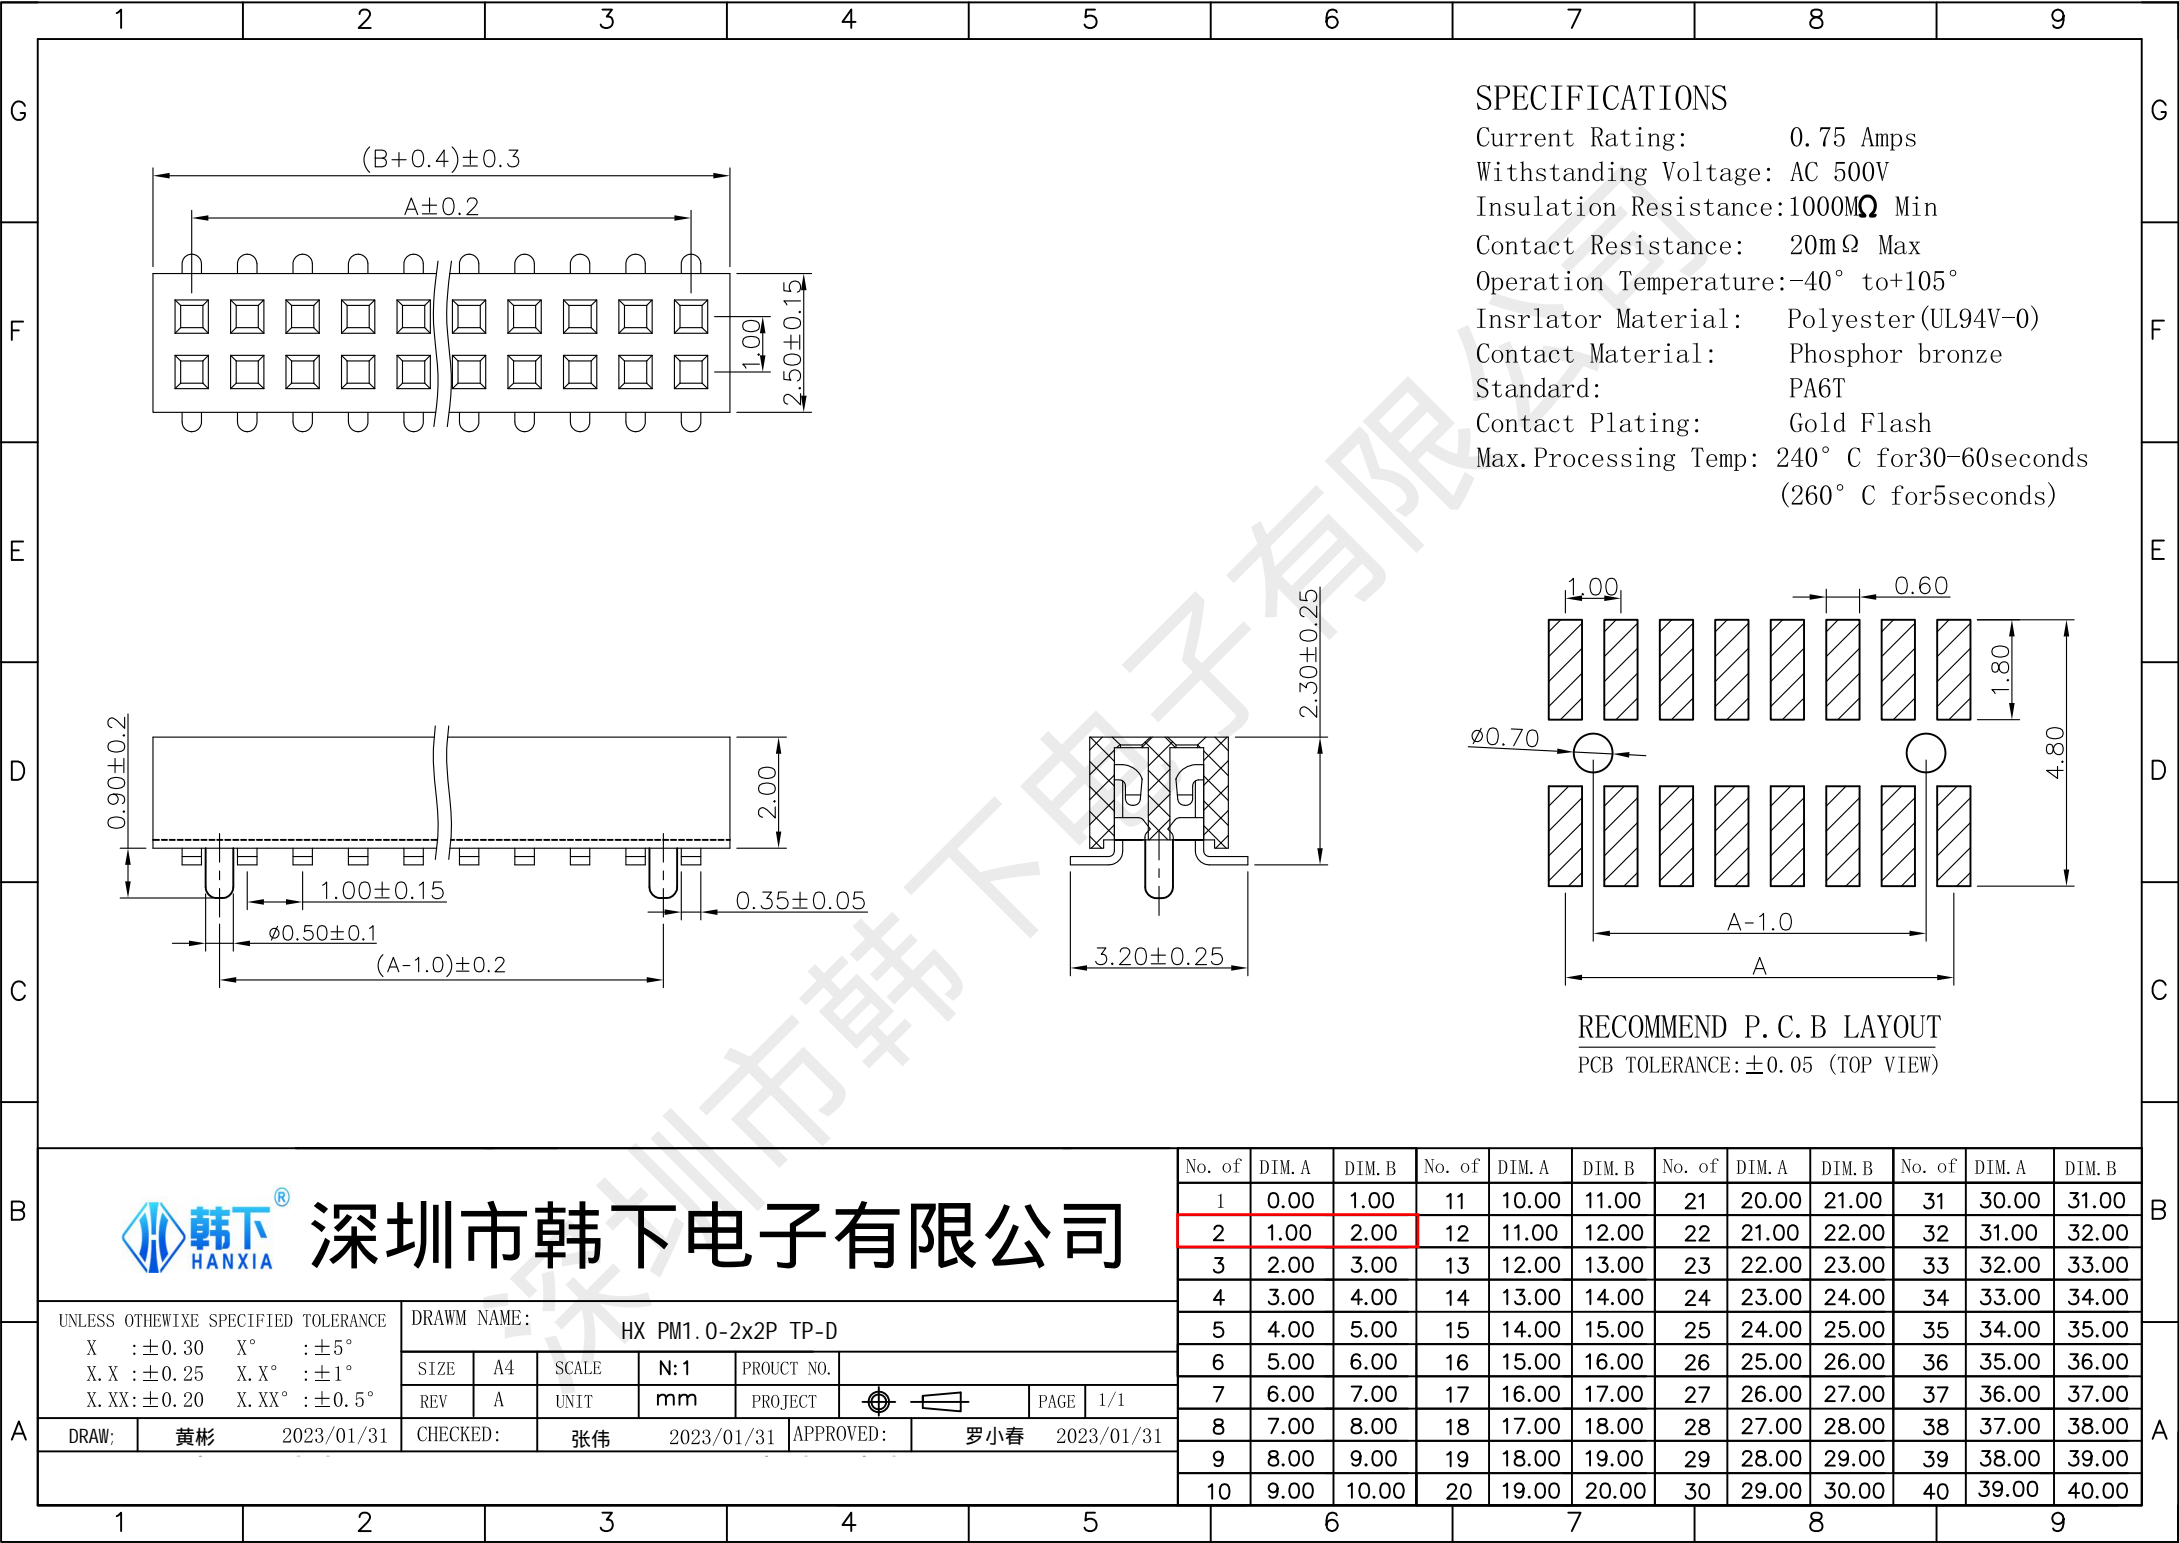 1 2 3 4 5 6 7 8 9
G
F
E
D
C
B
A
G
F
E
D
C
B
A
SPECIFICATIONS
Current Rating: 0.75 Amps
Withstanding Voltage: AC 500V
Insulation Resistance:1000MΩ Min
Contact Resistance: 20mΩ Max
Operation Temperature:-40° to+105°
Insrlator Material: Polyester(UL94V-0)
Contact Material: Phosphor bronze
Standard: PA6T
Contact Plating: Gold Flash
Max.Processing Temp: 240° C for30-60seconds
(260° C for5seconds)
(B+0.4)±0.3
A±0.2
1.00
2.50±0.15
0.90±0.2
2.00
1.00±0.15
0.35±0.05
ø0.50±0.1
(A-1.0)±0.2
2.30±0.25
3.20±0.25
1.00
0.60
1.80
ø0.70
4.80
A-1.0
A
RECOMMEND P.C.B LAYOUT
PCB TOLERANCE:±0.05 (TOP VIEW)
深圳市韩下电子有限公司
韩下®
HANXIA
深圳市韩下电子有限公司
UNLESS OTHEWIXE SPECIFIED TOLERANCE
X :±0.30 X° :±5°
X.X :±0.25 X.X° :±1°
X.XX:±0.20 X.XX° :±0.5°
DRAWM NAME:
HX PM1.0-2x2P TP-D
SIZE A4 SCALE N:1 PROUCT NO.
REV A UNIT mm PROJECT PAGE 1/1
DRAW; 黄彬 2023/01/31 CHECKED: 张伟 2023/01/31 APPROVED: 罗小春 2023/01/31
No. of DIM.A DIM.B No. of DIM.A DIM.B No. of DIM.A DIM.B No. of DIM.A DIM.B
1 0.00 1.00 11 10.00 11.00 21 20.00 21.00 31 30.00 31.00
2 1.00 2.00 12 11.00 12.00 22 21.00 22.00 32 31.00 32.00
3 2.00 3.00 13 12.00 13.00 23 22.00 23.00 33 32.00 33.00
4 3.00 4.00 14 13.00 14.00 24 23.00 24.00 34 33.00 34.00
5 4.00 5.00 15 14.00 15.00 25 24.00 25.00 35 34.00 35.00
6 5.00 6.00 16 15.00 16.00 26 25.00 26.00 36 35.00 36.00
7 6.00 7.00 17 16.00 17.00 27 26.00 27.00 37 36.00 37.00
8 7.00 8.00 18 17.00 18.00 28 27.00 28.00 38 37.00 38.00
9 8.00 9.00 19 18.00 19.00 29 28.00 29.00 39 38.00 39.00
10 9.00 10.00 20 19.00 20.00 30 29.00 30.00 40 39.00 40.00
1 2 3 4 5 6 7 8 9